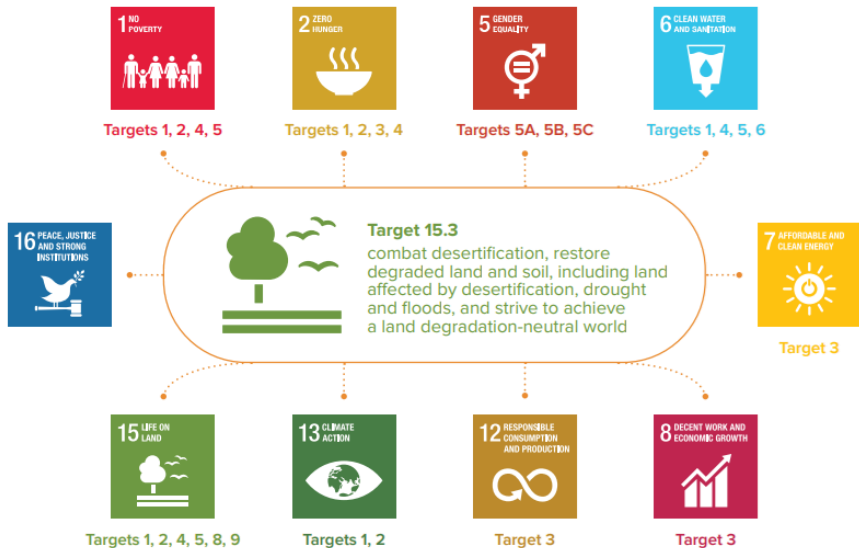 1 NO
POVERTY
Targets 1, 2, 4, 5
2 ZERO
HUNGER
Targets 1, 2, 3, 4
5 GENDER
EQUALITY
Targets 5A, 5B, 5C
6 CLEAN WATER
AND SANITATION
Targets 1, 4, 5, 6
16 PEACE, JUSTICE
AND STRONG
INSTITUTIONS
Target 15.3
combat desertification, restore
degraded land and soil, including land
affected by desertification, drought
and floods, and strive to achieve
a land degradation-neutral world
7 AFFORDABLE AND
CLEAN ENERGY
Target 3
15 LIFE ON
LAND
Targets 1, 2, 4, 5, 8, 9
13 CLIMATE
ACTION
Targets 1, 2
12 RESPONSIBLE
CONSUMPTION
AND PRODUCTION
Target 3
8 DECENT WORK AND
ECONOMIC GROWTH
Target 3